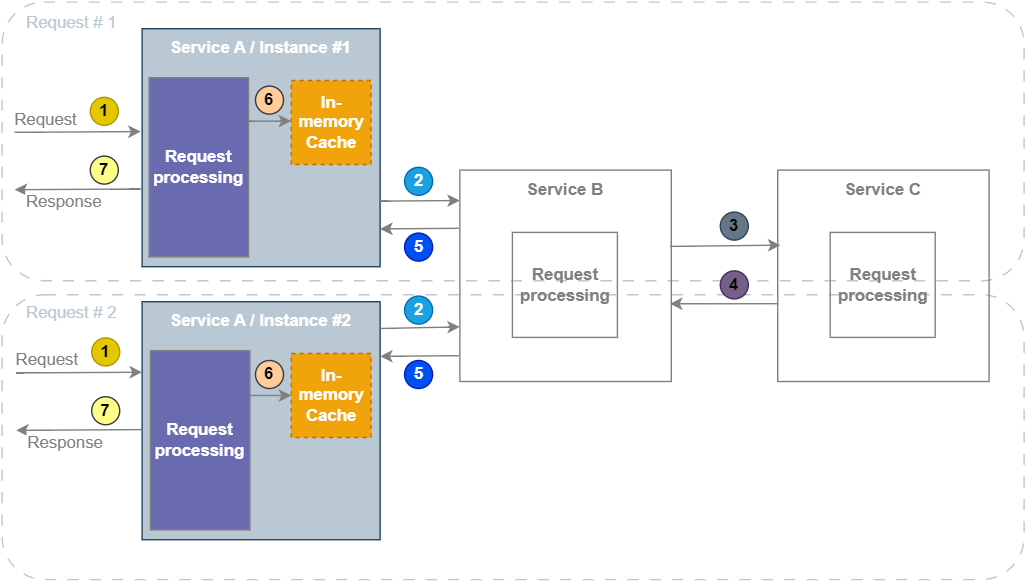 Request # 1
Service A / Instance #1
1
Request
7
Response
Request
processing
6
In-
memory
Cache
2
5
Service B
Request
processing
3
4
Service C
Request
processing
Request # 2
Service A / Instance #2
1
Request
7
Response
Request
processing
6
In-
memory
Cache
2
5